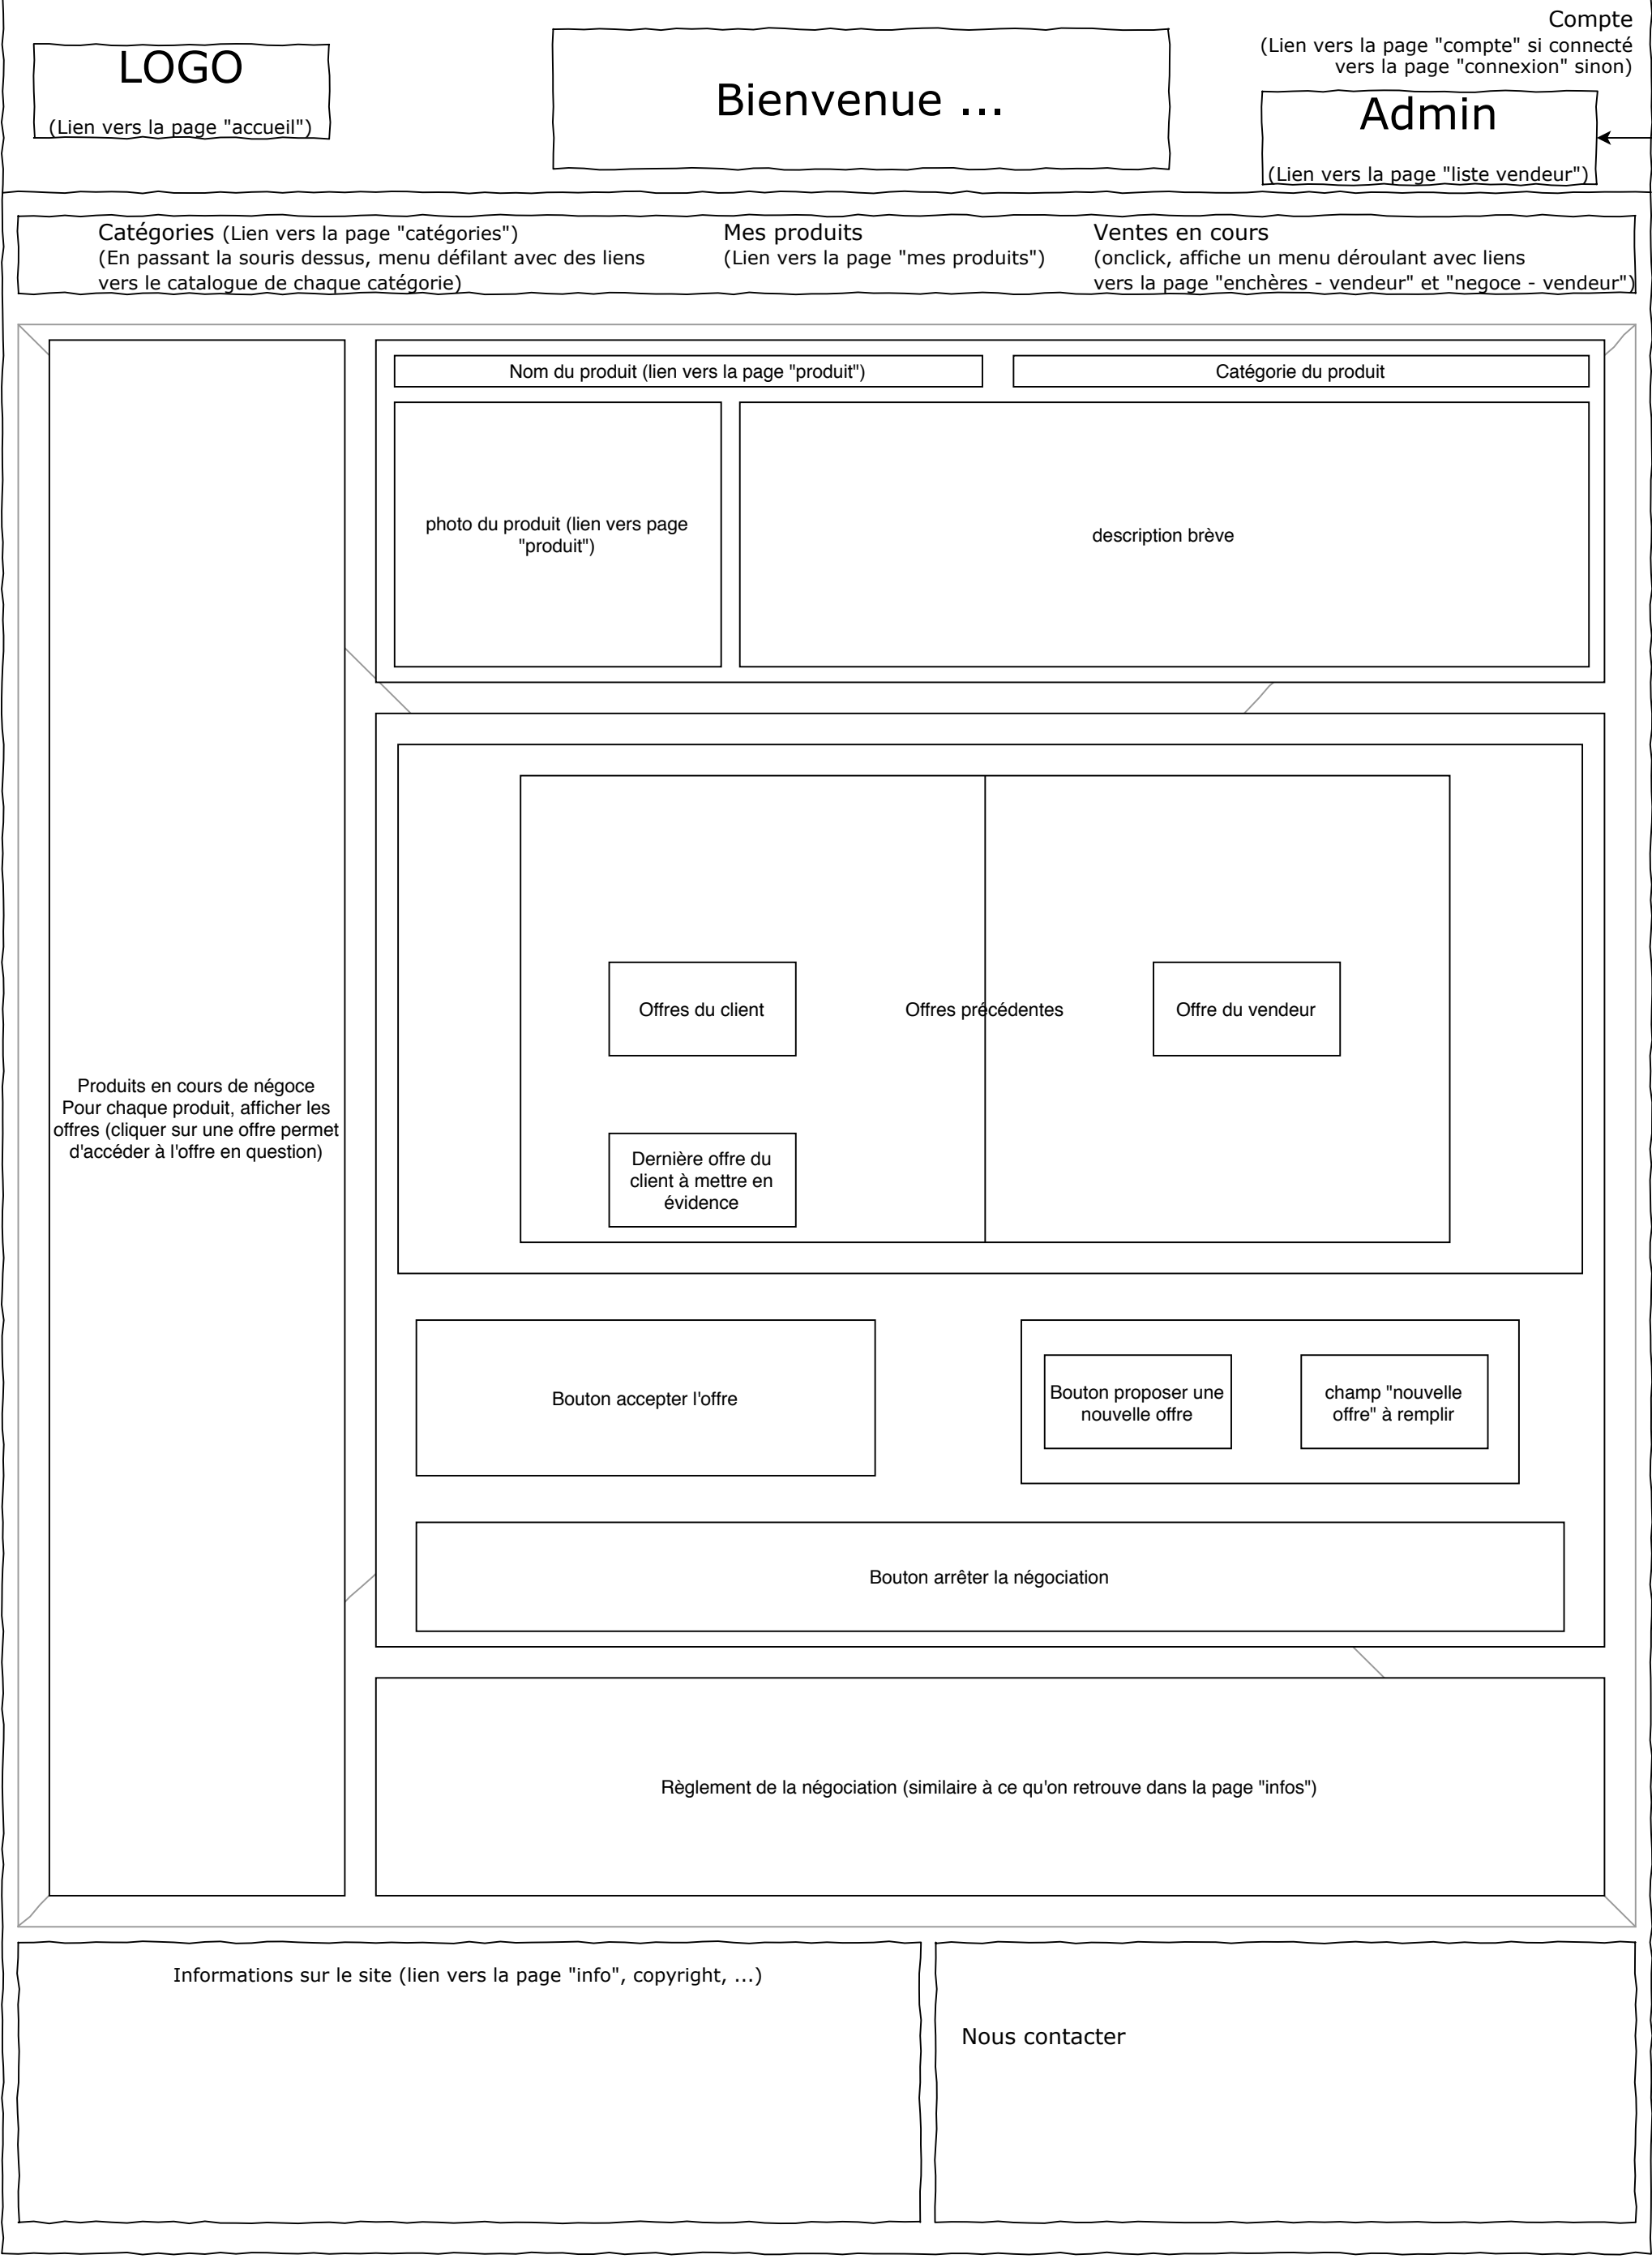 LOGO
(Lien vers la page "accueil")
Bienvenue ...
Compte
(Lien vers la page "compte" si connecté
vers la page "connexion" sinon)
Admin
(Lien vers la page "liste vendeur")
Catégories (Lien vers la page "catégories")
(En passant la souris dessus, menu défilant avec des liens
vers le catalogue de chaque catégorie)
Mes produits
(Lien vers la page "mes produits")
Ventes en cours
(onclick, affiche un menu déroulant avec liens
vers la page "enchères - vendeur" et "negoce - vendeur")
Produits en cours de négoce
Pour chaque produit, afficher les
offres (cliquer sur une offre permet
d'accéder à l'offre en question)
Nom du produit (lien vers la page "produit")
Catégorie du produit
photo du produit (lien vers page
"produit")
description brève
Offres du client
Offres précédentes
Offre du vendeur
Dernière offre du
client à mettre en
évidence
Bouton accepter l'offre
Bouton proposer une
nouvelle offre
champ "nouvelle
offre" à remplir
Bouton arrêter la négociation
Règlement de la négociation (similaire à ce qu'on retrouve dans la page "infos")
Informations sur le site (lien vers la page "info", copyright, ...)
Nous contacter